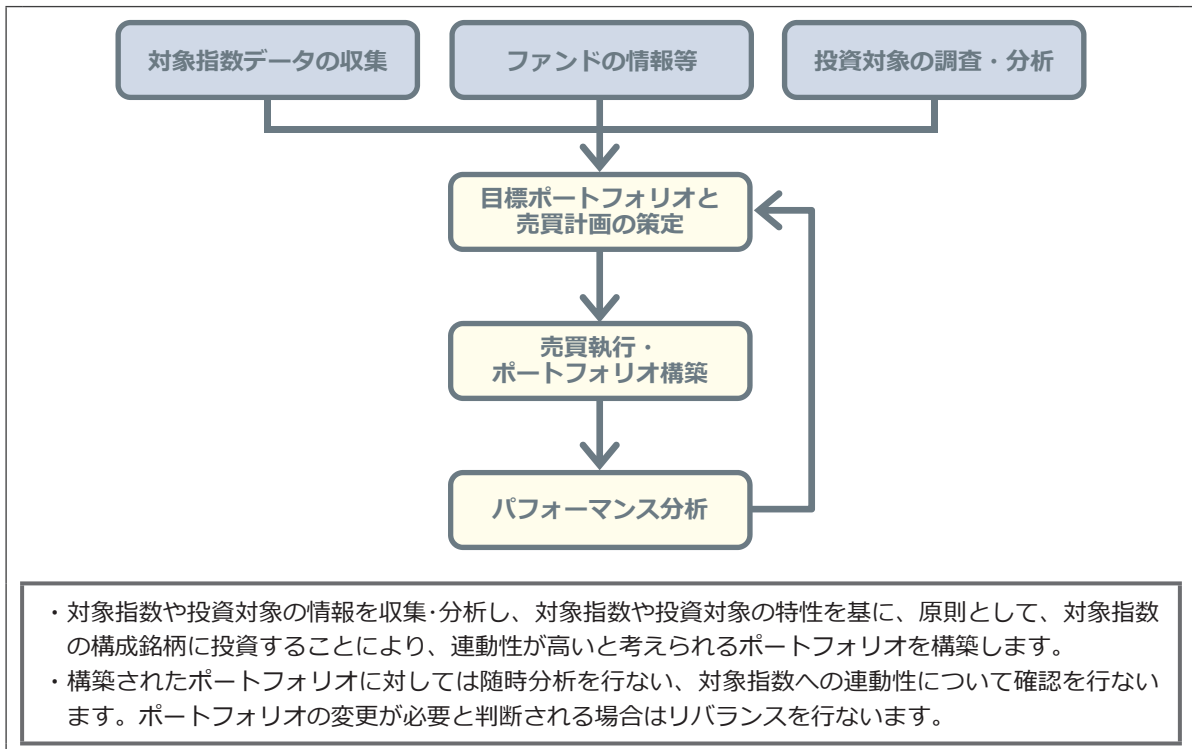 対象指数データの収集
ファンドの情報等
投資対象の調査・分析
目標ポートフォリオと
売買計画の策定
売買執行・
ポートフォリオ構築
パフォーマンス分析
・対象指数や投資対象の情報を収集・分析し、対象指数や投資対象の特性を基に、原則として、対象指数
の構成銘柄に投資することにより、連動性が高いと考えられるポートフォリオを構築します。
・構築されたポートフォリオに対しては随時分析を行ない、対象指数への連動性について確認を行ない
ます。ポートフォリオの変更が必要と判断される場合はリバランスを行ないます。